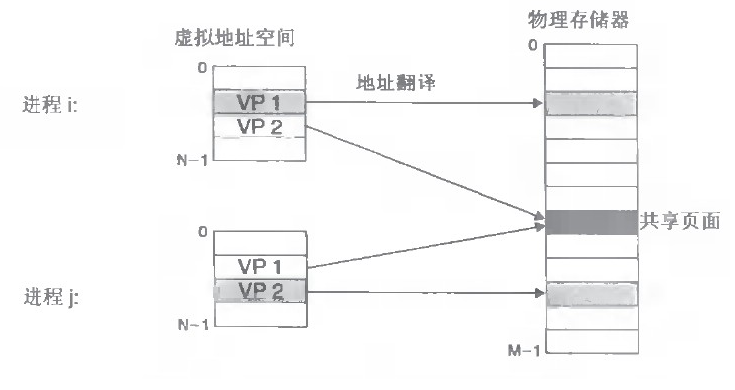 物理存储器
虚拟地址空间
0
0
地址翻译
进程 i:
VP 1
VP 2
N-1
共享页面
0
VP 1
进程 j:
VP 2
N-1
M-1